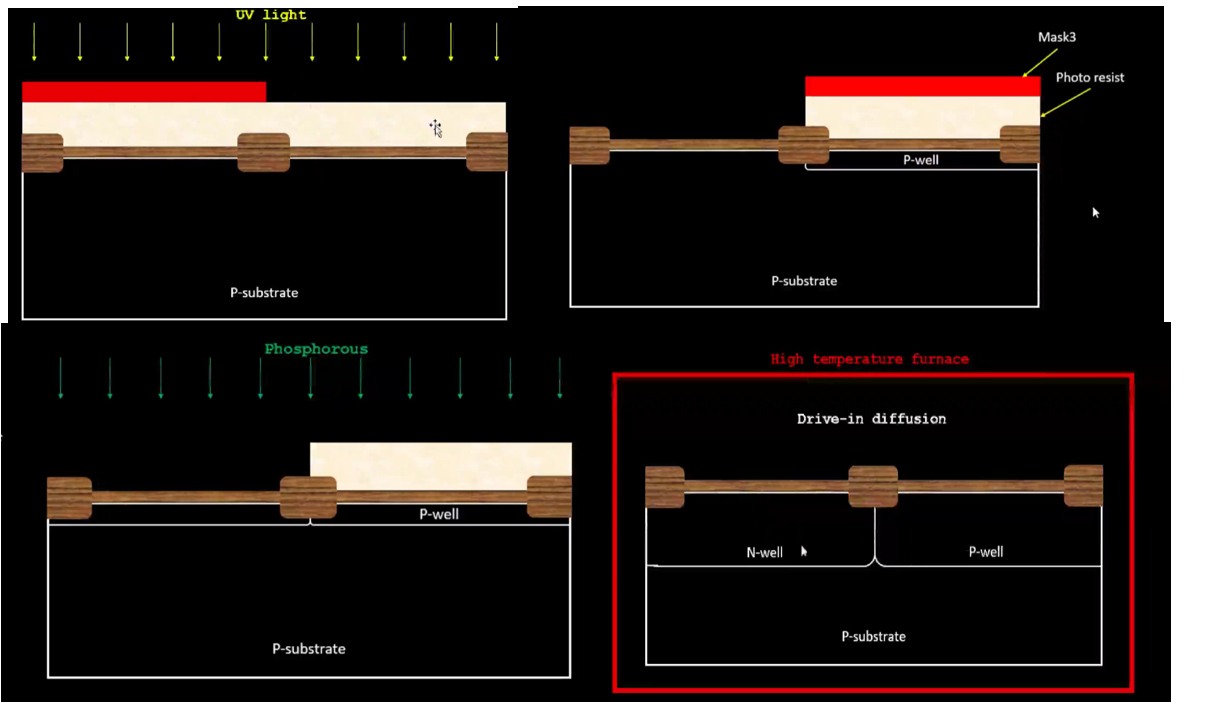 UV light
P-substrate
Mask3
Photo resist
P-well
P-substrate
Phosphorous
P-well
P-substrate
High temperature furnace
Drive-in diffusion
N-well
P-well
P-substrate